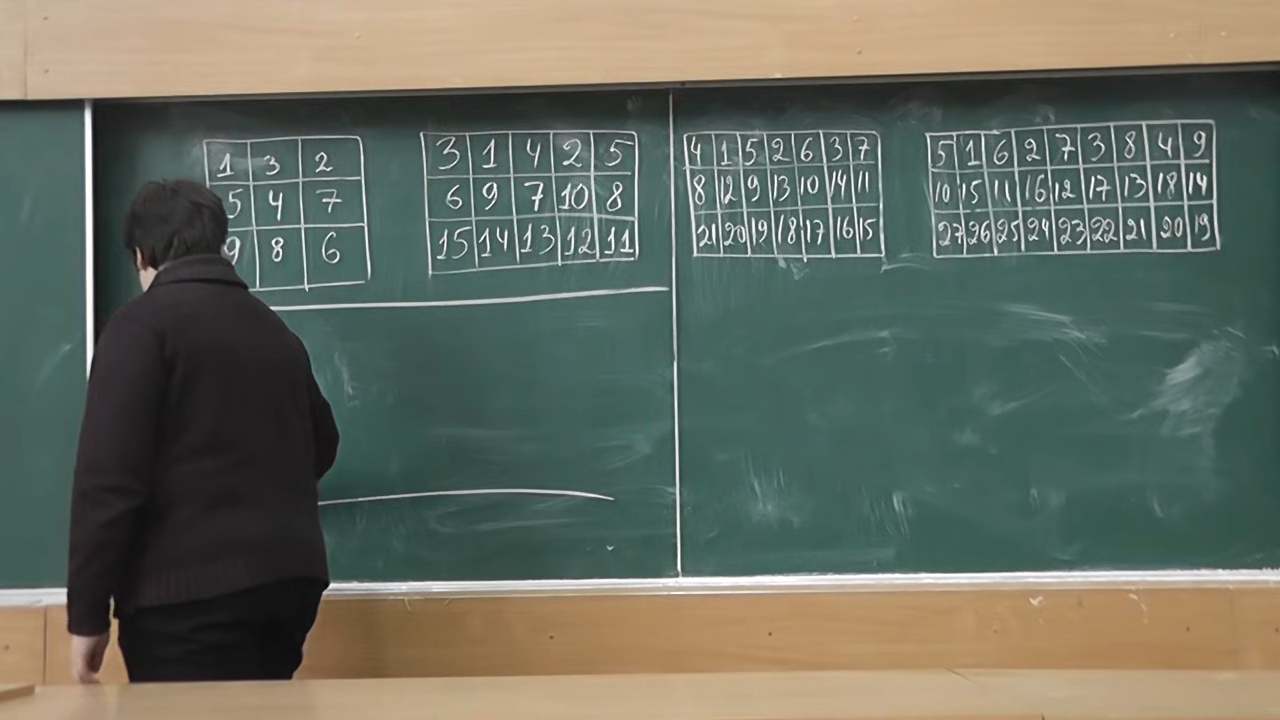 1 3 2
5 4 7
9 8 6
3 1 4 2 5
6 9 7 10 8
15 14 13 12 11
4 1 5 2 6 3 7
8 12 9 13 10 14 11
21 20 19 18 17 16 15
5 1 6 2 7 3 8 4 9
10 15 11 16 12 17 13 18 14
27 26 25 24 23 22 21 20 19